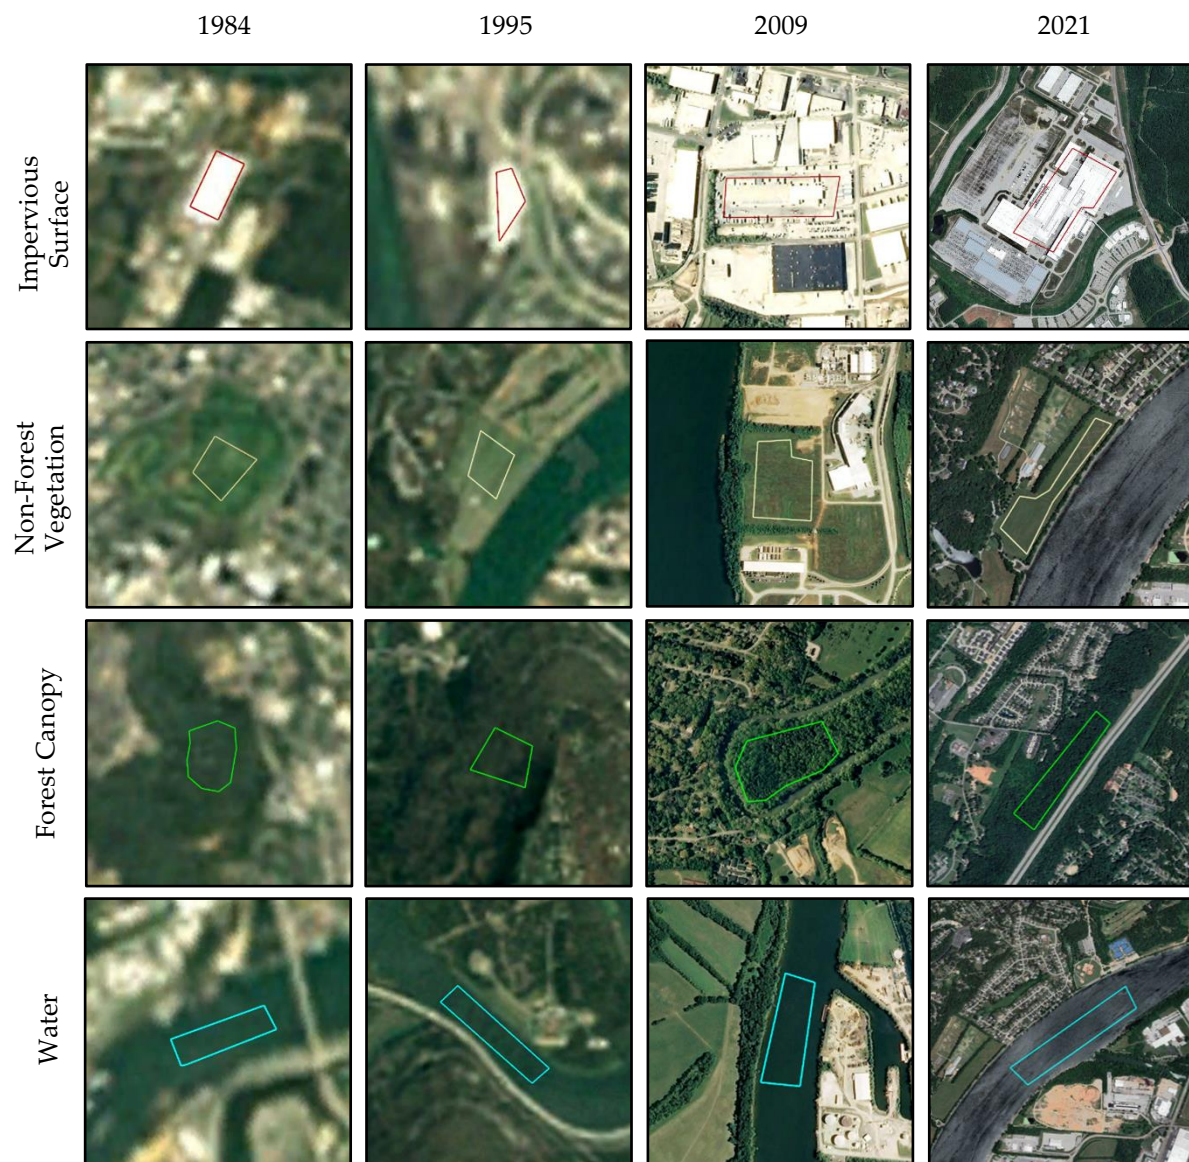 1984 1995 2009 2021
Impervious
Surface
Non-Forest
Vegetation
Forest Canopy
Water